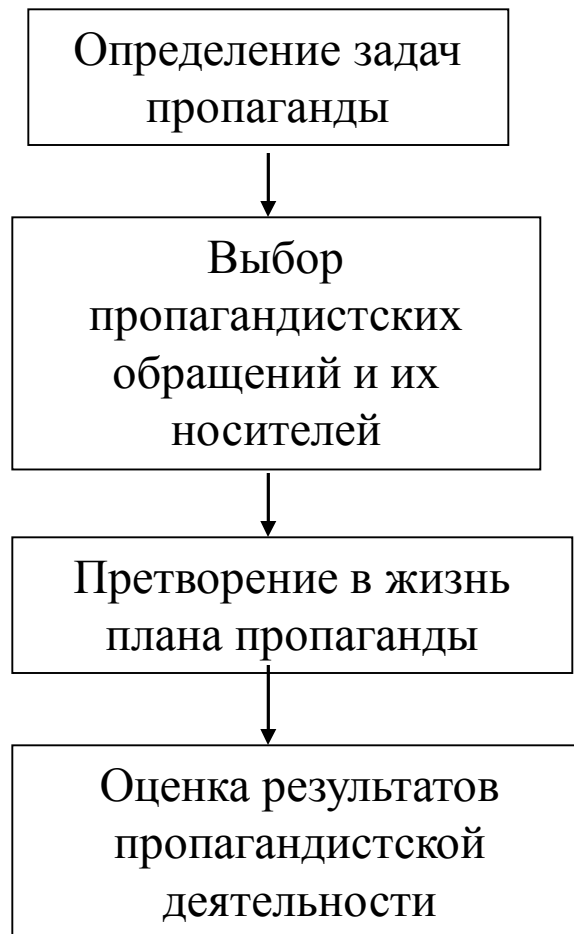 Определение задач
пропаганды
Выбор
пропагандистских
обращений и их
носителей
Претворение в жизнь
плана пропаганды
Оценка результатов
пропагандистской
деятельности